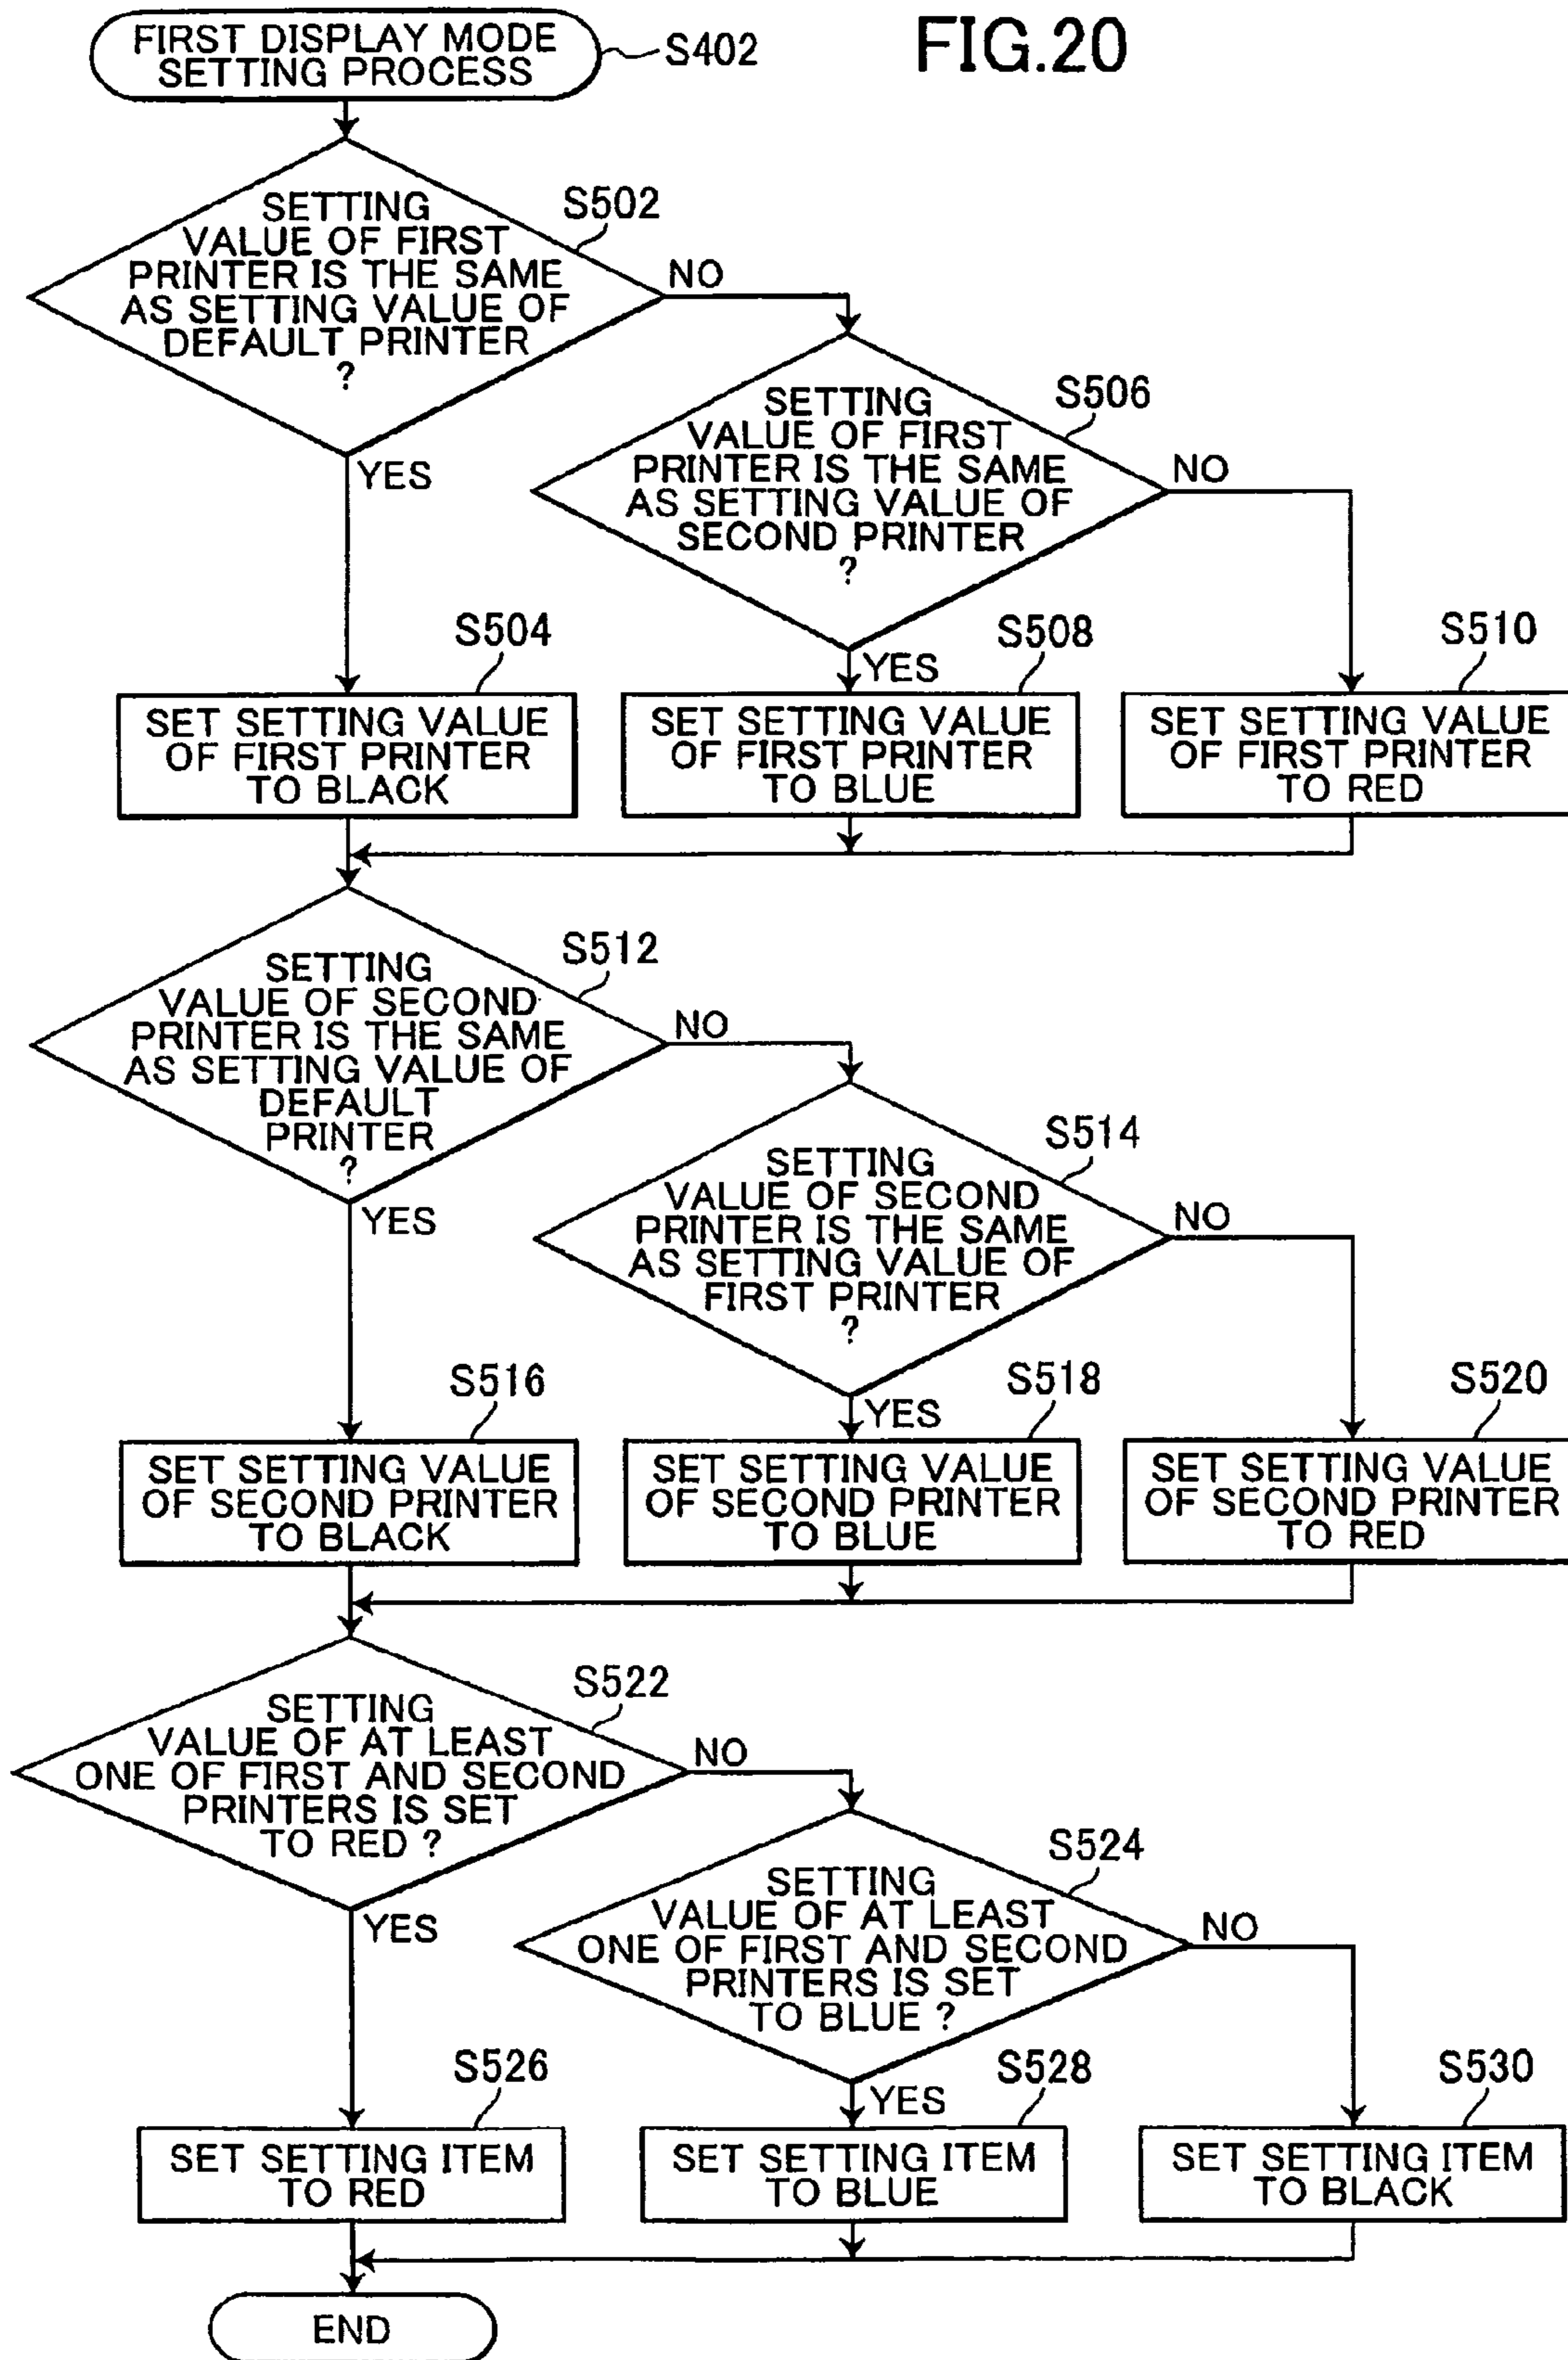 FIRST DISPLAY MODE
SETTING PROCESS
S402
FIG.20
SETTING
VALUE OF FIRST
PRINTER IS THE SAME
AS SETTING VALUE OF
DEFAULT PRINTER
?
S502
NO
YES
SETTING
VALUE OF FIRST
PRINTER IS THE SAME
AS SETTING VALUE OF
SECOND PRINTER
?
S506
NO
YES
S504
SET SETTING VALUE
OF FIRST PRINTER
TO BLACK
S508
SET SETTING VALUE
OF FIRST PRINTER
TO BLUE
S510
SET SETTING VALUE
OF FIRST PRINTER
TO RED
SETTING
VALUE OF SECOND
PRINTER IS THE SAME
AS SETTING VALUE OF
DEFAULT
PRINTER
?
S512
NO
YES
SETTING
VALUE OF SECOND
PRINTER IS THE SAME
AS SETTING VALUE OF
FIRST PRINTER
?
S514
NO
YES
S516
SET SETTING VALUE
OF SECOND PRINTER
TO BLACK
S518
SET SETTING VALUE
OF SECOND PRINTER
TO BLUE
S520
SET SETTING VALUE
OF SECOND PRINTER
TO RED
SETTING
VALUE OF AT LEAST
ONE OF FIRST AND SECOND
PRINTERS IS SET
TO RED ?
S522
NO
YES
SETTING
VALUE OF AT LEAST
ONE OF FIRST AND SECOND
PRINTERS IS SET
TO BLUE ?
S524
NO
YES
S526
SET SETTING ITEM
TO RED
S528
SET SETTING ITEM
TO BLUE
S530
SET SETTING ITEM
TO BLACK
END